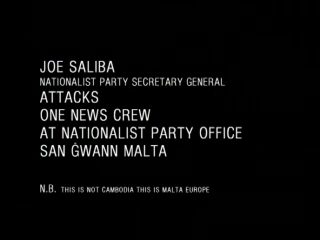 JOE SALIBA
NATIONALIST PARTY SECRETARY GENERAL
ATTACKS
ONE NEWS CREW
AT NATIONALIST PARTY OFFICE
SAN ĠWANN MALTA
N.B. THIS IS NOT CAMBODIA THIS IS MALTA EUROPE